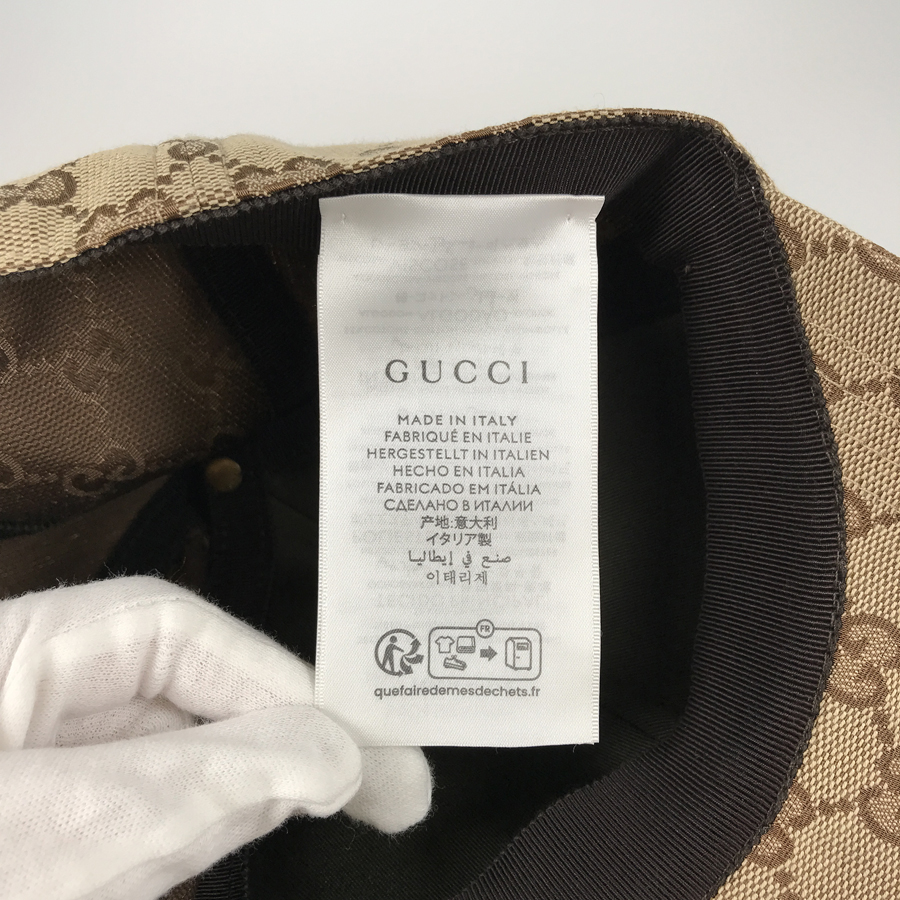 GUCCI
MADE IN ITALY
FABRIQUÉ EN ITALIE
HERGESTELLT IN ITALIEN
HECHO EN ITALIA
FABRICADO EM ITÁLIA
СДЕЛАНО В ИТАЛИИ
产地:意大利
イタリア製
صنع في إيطاليا
이태리제
FR
quefairedemesdechets.fr